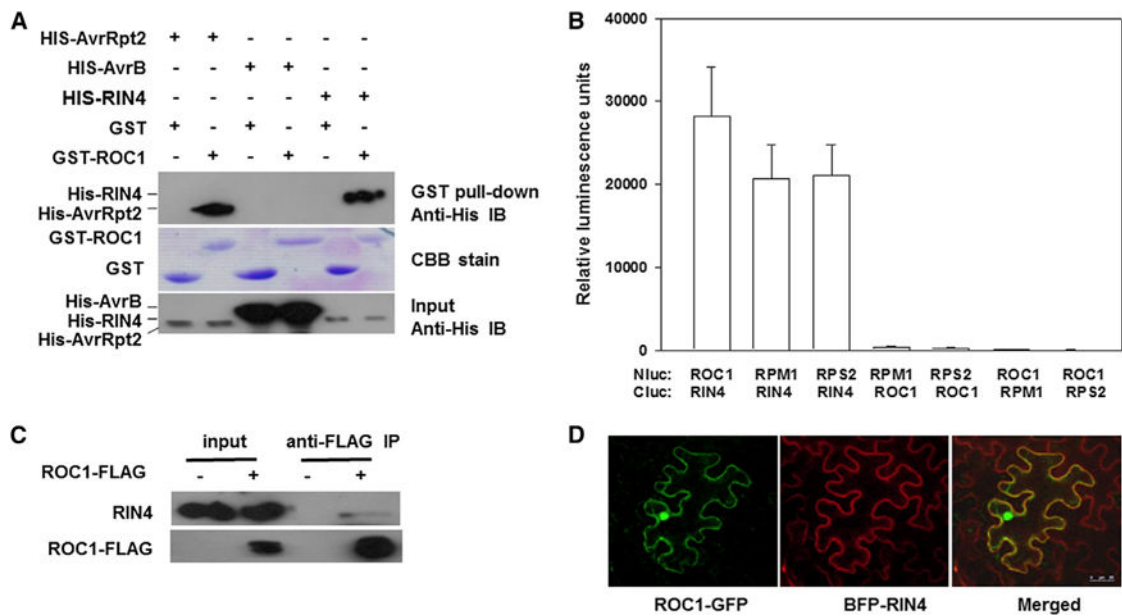 A
HIS-AvrRpt2 + + - - - -
HIS-AvrB - - + + - -
HIS-RIN4 - - - - + +
GST + - + - + -
GST-ROC1 - + - + - +
His-RIN4
His-AvrRpt2
GST pull-down
Anti-His IB
GST-ROC1
GST
CBB stain
His-AvrB
His-RIN4
His-AvrRpt2
Input
Anti-His IB
B
Relative luminescence units
40000
30000
20000
10000
0
Nluc: ROC1 RPM1 RPS2 RPM1 RPS2 ROC1 ROC1
Cluc: RIN4 RIN4 RIN4 ROC1 ROC1 RPM1 RPS2
C
input anti-FLAG IP
ROC1-FLAG - + - +
RIN4
ROC1-FLAG
D
ROC1-GFP BFP-RIN4 Merged